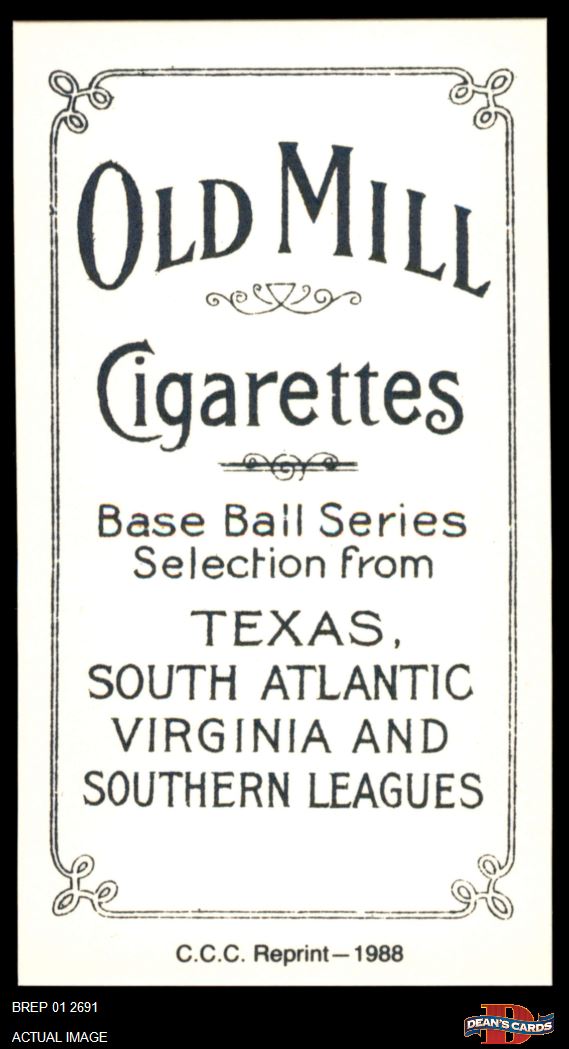 OLD MILL
Cigarettes
Base Ball Series
Selection from
TEXAS,
SOUTH ATLANTIC
VIRGINIA AND
SOUTHERN LEAGUES
C.C.C. Reprint—1988
BREP 01 2691
ACTUAL IMAGE
D
DEAN'S CARDS